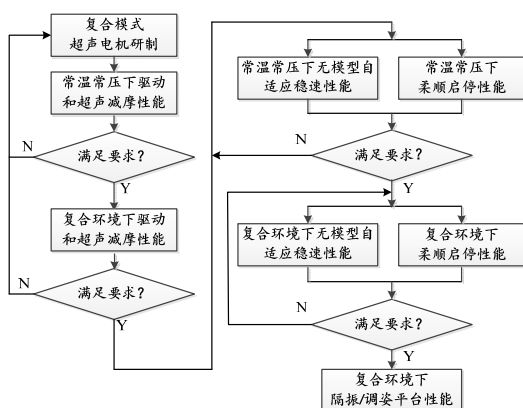 复合模式
超声电机研制
常温常压下驱动
和超声减摩性能
N
满足要求？
Y
复合环境下驱动
和超声减摩性能
N
满足要求？
Y
常温常压下无模型自
适应稳速性能
常温常压下
柔顺启停性能
N
满足要求？
Y
复合环境下无模型自
适应稳速性能
复合环境下
柔顺启停性能
N
满足要求？
Y
复合环境下
隔振/调姿平台性能